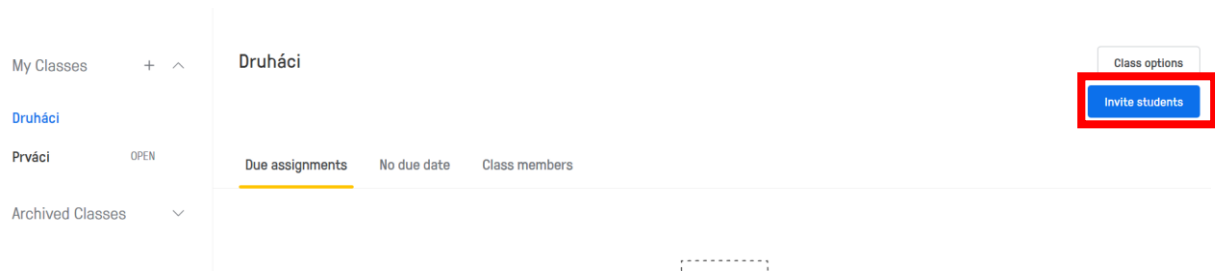 My Classes
Druháci
Prváci OPEN
Archived Classes
Druháci
Class options
Invite students
Due assignments No due date Class members